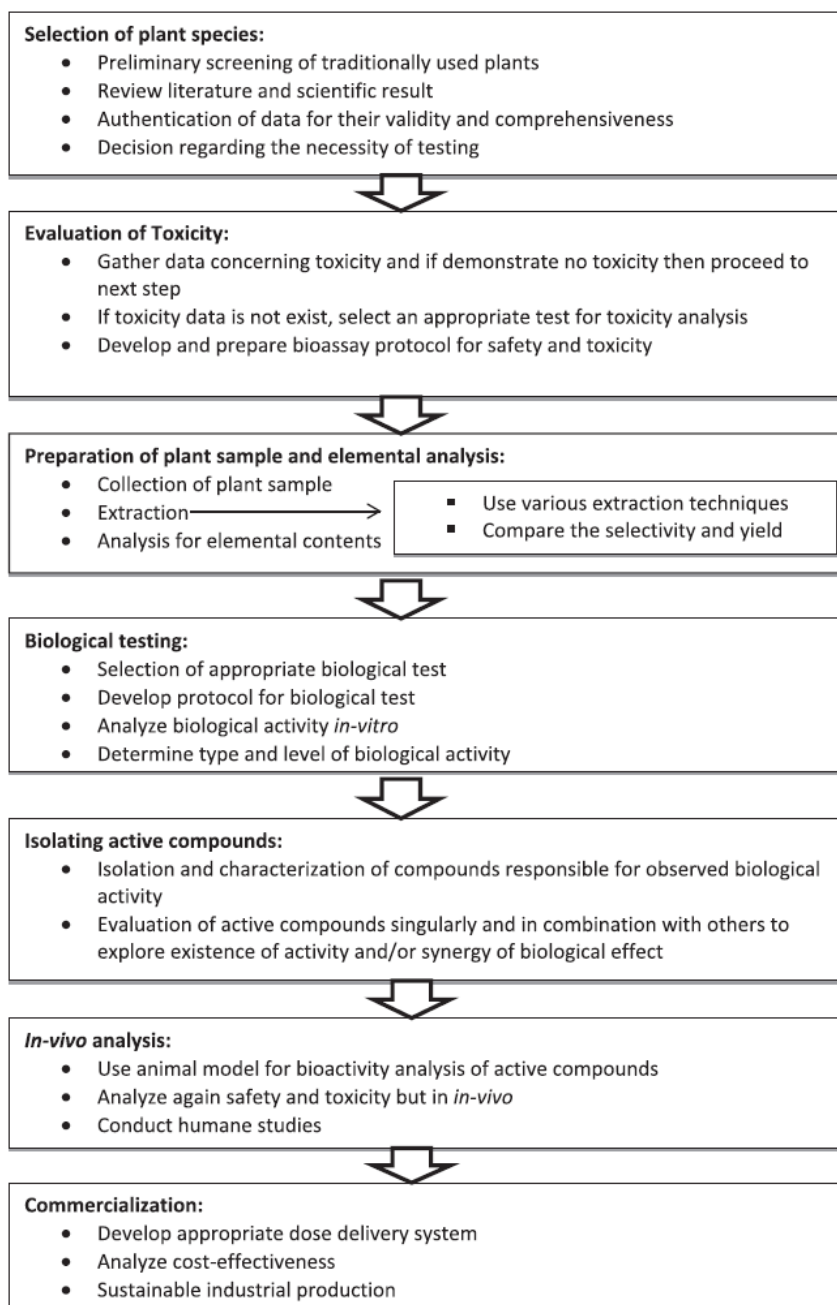 Selection of plant species:
• Preliminary screening of traditionally used plants
• Review literature and scientific result
• Authentication of data for their validity and comprehensiveness
• Decision regarding the necessity of testing
Evaluation of Toxicity:
• Gather data concerning toxicity and if demonstrate no toxicity then proceed to
next step
• If toxicity data is not exist, select an appropriate test for toxicity analysis
• Develop and prepare bioassay protocol for safety and toxicity
Preparation of plant sample and elemental analysis:
• Collection of plant sample
• Extraction
• Analysis for elemental contents
▪ Use various extraction techniques
▪ Compare the selectivity and yield
Biological testing:
• Selection of appropriate biological test
• Develop protocol for biological test
• Analyze biological activity in-vitro
• Determine type and level of biological activity
Isolating active compounds:
• Isolation and characterization of compounds responsible for observed biological
activity
• Evaluation of active compounds singularly and in combination with others to
explore existence of activity and/or synergy of biological effect
In-vivo analysis:
• Use animal model for bioactivity analysis of active compounds
• Analyze again safety and toxicity but in in-vivo
• Conduct humane studies
Commercialization:
• Develop appropriate dose delivery system
• Analyze cost-effectiveness
• Sustainable industrial production